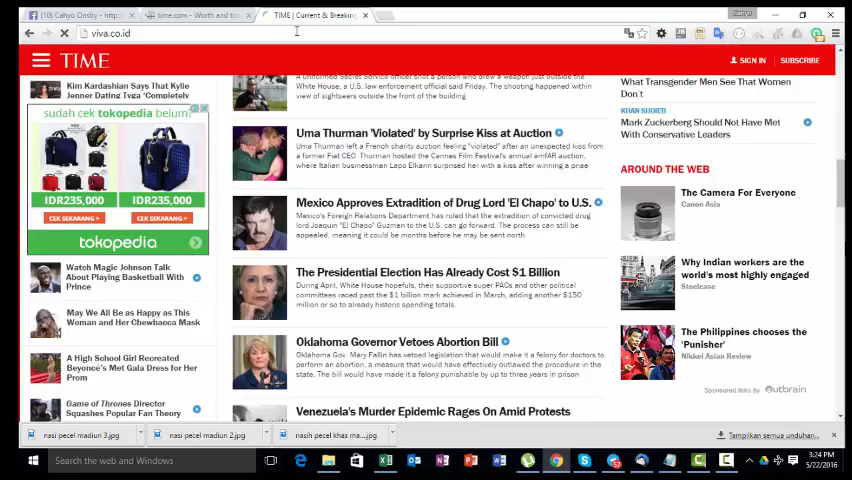 (10) Cahyo Onsby - http:
time.com - Worth and tra
TIME | Current & Breaking
viva.co.id
TIME
SIGN IN
SUBSCRIBE
Kim Kardashian Says That Kylie
Jenner Dating Tyga 'Completely
sudah cek tokopedia belum?
IDR235,000
IDR235,000
CEK SEKARANG >
CEK SEKARANG >
tokopedia
Watch Magic Johnson Talk
About Playing Basketball With
Prince
May We All Be as Happy as This
Woman and Her Chewbacca Mask
A High School Girl Recreated
Beyoncé's Met Gala Dress for Her
Prom
Game of Thrones Director
Squashes Popular Fan Theory
A uniformed Secret Service officer shot a person who drew a weapon just outside the
White House, a U.S. law enforcement official said Friday. The shooting happened within
view of sightseers outside the front of the building
Uma Thurman 'Violated' by Surprise Kiss at Auction
Uma Thurman left a French charity auction feeling "violated" after an unexpected kiss from
a former Fiat CEO. Thurman hosted the Cannes Film Festival's annual amfAR auction,
where Italian businessman Lapo Elkann surprised her with a kiss after winning a prize
Mexico Approves Extradition of Drug Lord 'El Chapo' to U.S.
Mexico's Foreign Relations Department has ruled that the extradition of convicted drug
lord Joaquin "El Chapo" Guzman to the U.S. can go forward. The process can still be
appealed, meaning it could be months before he may be sent north
The Presidential Election Has Already Cost $1 Billion
During April, White House hopefuls, their supportive super PACs and other political
committees raced past the $1 billion mark achieved in March, adding another $150
million or so to already historic spending totals.
Oklahoma Governor Vetoes Abortion Bill
Oklahoma Gov. Mary Fallin has vetoed legislation that would make it a felony for doctors to
perform an abortion, a measure that would have effectively outlawed the procedure in the
state. The bill would have made it a felony punishable by up to three years in prison
Venezuela's Murder Epidemic Rages On Amid Protests
What Transgender Men See That Women
Don't
KHAN SHOIEB
Mark Zuckerberg Should Not Have Met
With Conservative Leaders
AROUND THE WEB
The Camera For Everyone
Canon Asia
Why Indian workers are the
world's most highly engaged
Steelcase
The Philippines chooses the
'Punisher'
Nikkei Asian Review
Sponsored links by Outbrain
nasi pecel madiun 3.jpg
nasi pecel madiun 2.jpg
nasih pecel khas ma....jpg
Tampilkan semua unduhan...
Search the web and Windows
3:24 PM
5/22/2016